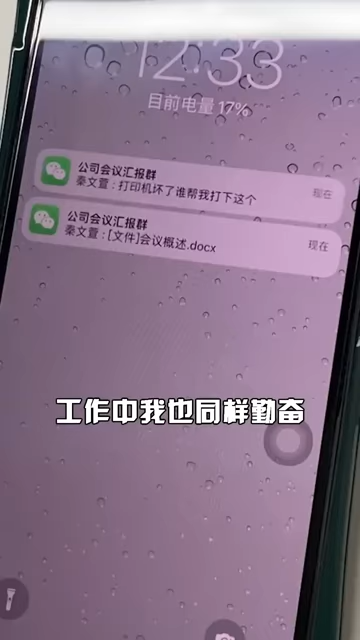 12:33
目前电量 17%
公司会议汇报群
现在
秦文萱：打印机坏了谁帮我打下这个
公司会议汇报群
现在
秦文萱：[文件]会议概述.docx
工作中我也同样勤奋